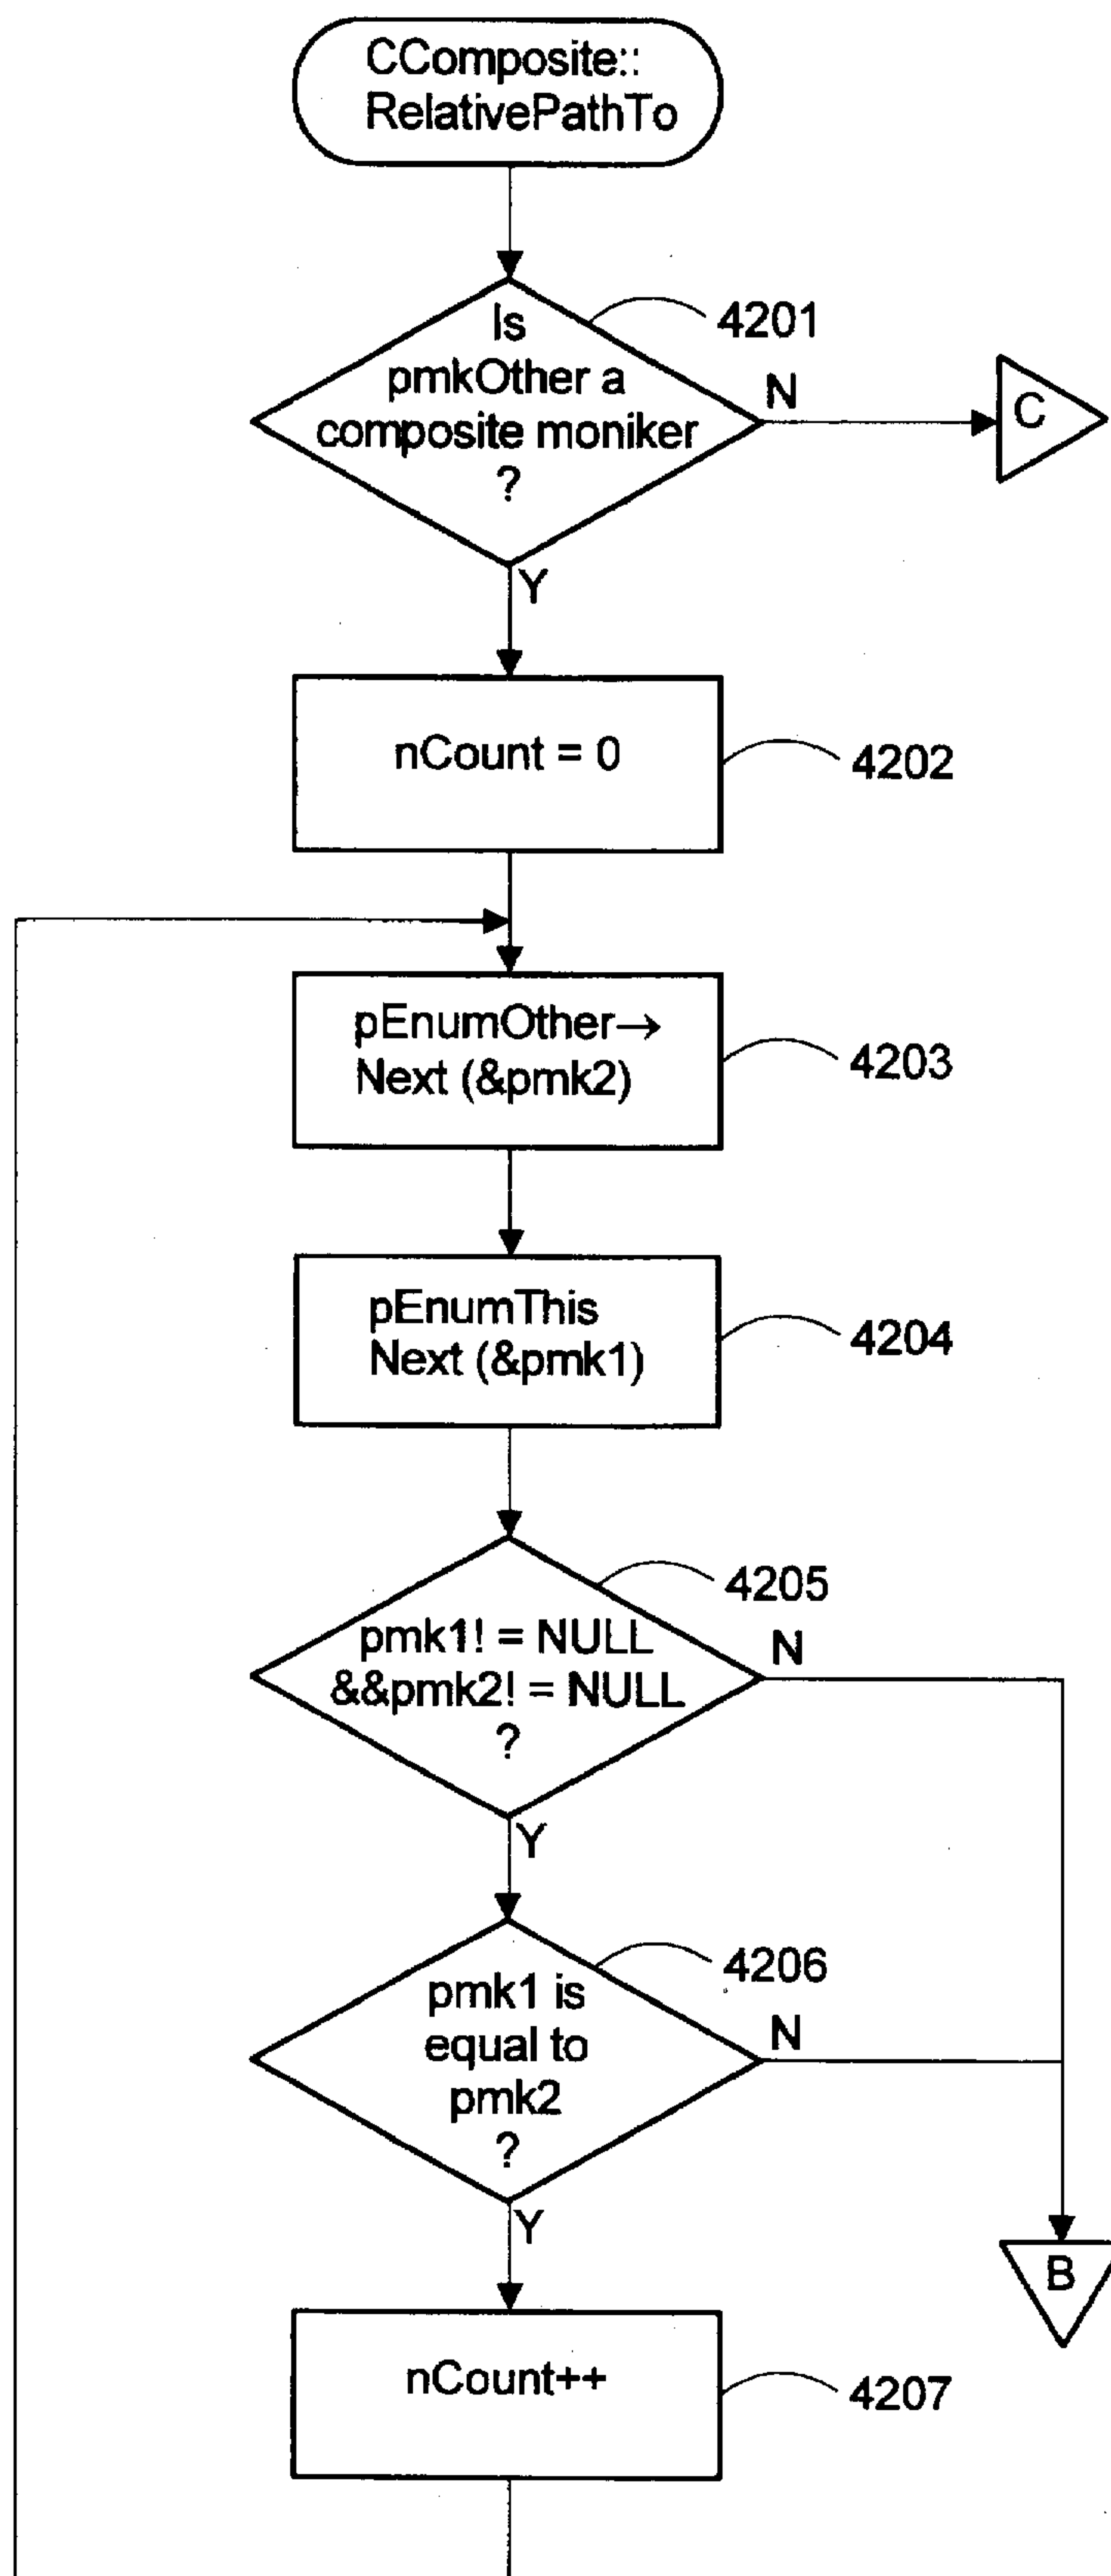 CComposite::
RelativePathTo
4201
Is
pmkOther a
composite moniker
?
N
C
Y
nCount = 0
4202
pEnumOther→
Next (&pmk2)
4203
pEnumThis
Next (&pmk1)
4204
4205
pmk1! = NULL
&&pmk2! = NULL
?
N
Y
4206
pmk1 is
equal to
pmk2
?
N
Y
B
nCount++
4207